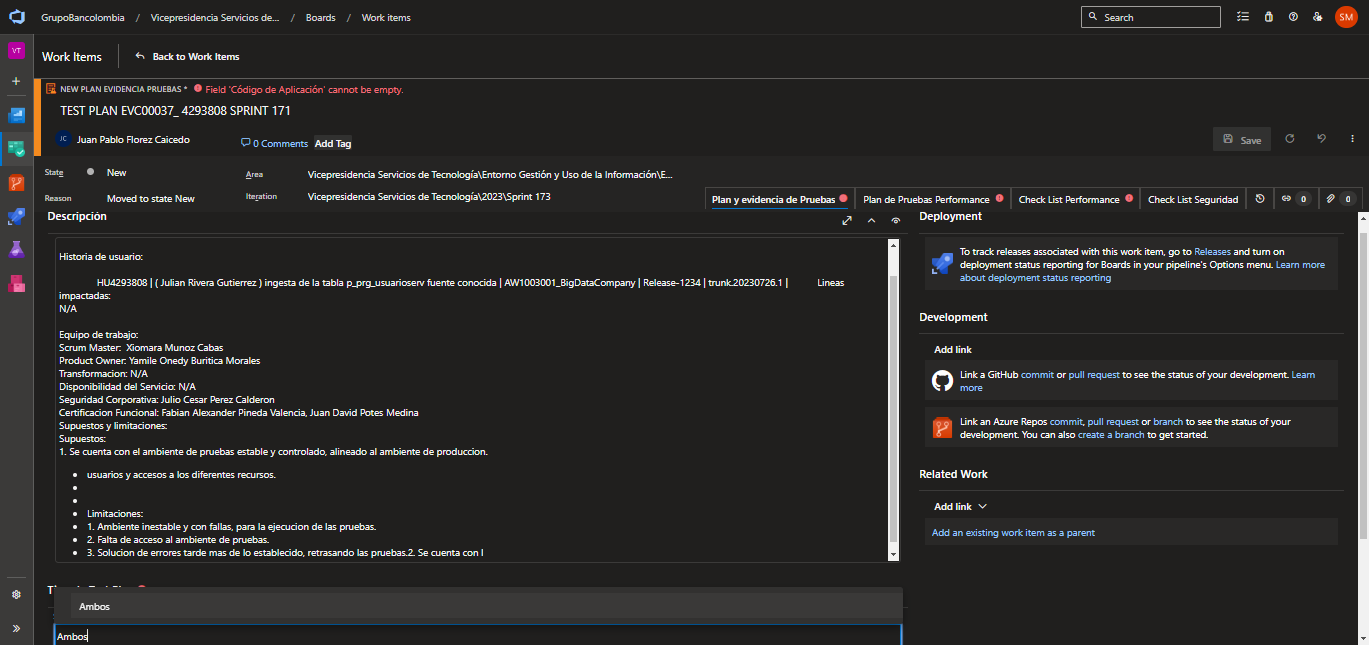 GrupoBancolombia / Vicepresidencia Servicios de... / Boards / Work items
Search
SM
VT
Work Items
Back to Work Items
NEW PLAN EVIDENCIA PRUEBAS * Field 'Código de Aplicación' cannot be empty.
TEST PLAN EVC00037_ 4293808 SPRINT 171
JC Juan Pablo Florez Caicedo
0 Comments
Add Tag
Save
State New
Area Vicepresidencia Servicios de Tecnología\Entorno Gestión y Uso de la Información\E...
Reason Moved to state New
Iteration Vicepresidencia Servicios de Tecnología\2023\Sprint 173
Plan y evidencia de Pruebas
Plan de Pruebas Performance
Check List Performance
Check List Seguridad
0
0
Descripción
Historia de usuario:
HU4293808 | ( Julian Rivera Gutierrez ) ingesta de la tabla p_prg_usuarioserv fuente conocida | AW1003001_BigDataCompany | Release-1234 | trunk.20230726.1 | Lineas
impactadas:
N/A
Equipo de trabajo:
Scrum Master: Xiomara Munoz Cabas
Product Owner: Yamile Onedy Buritica Morales
Transformacion: N/A
Disponibilidad del Servicio: N/A
Seguridad Corporativa: Julio Cesar Perez Calderon
Certificacion Funcional: Fabian Alexander Pineda Valencia, Juan David Potes Medina
Supuestos y limitaciones:
Supuestos:
1. Se cuenta con el ambiente de pruebas estable y controlado, alineado al ambiente de produccion.
• usuarios y accesos a los diferentes recursos.
•
•
• Limitaciones:
• 1. Ambiente inestable y con fallas, para la ejecucion de las pruebas.
• 2. Falta de acceso al ambiente de pruebas.
• 3. Solucion de errores tarde mas de lo establecido, retrasando las pruebas.2. Se cuenta con l
Ambos
Ambos
Deployment
To track releases associated with this work item, go to Releases and turn on
deployment status reporting for Boards in your pipeline's Options menu. Learn more
about deployment status reporting
Development
Add link
Link a GitHub commit or pull request to see the status of your development. Learn
more
Link an Azure Repos commit, pull request or branch to see the status of your
development. You can also create a branch to get started.
Related Work
Add link
Add an existing work item as a parent